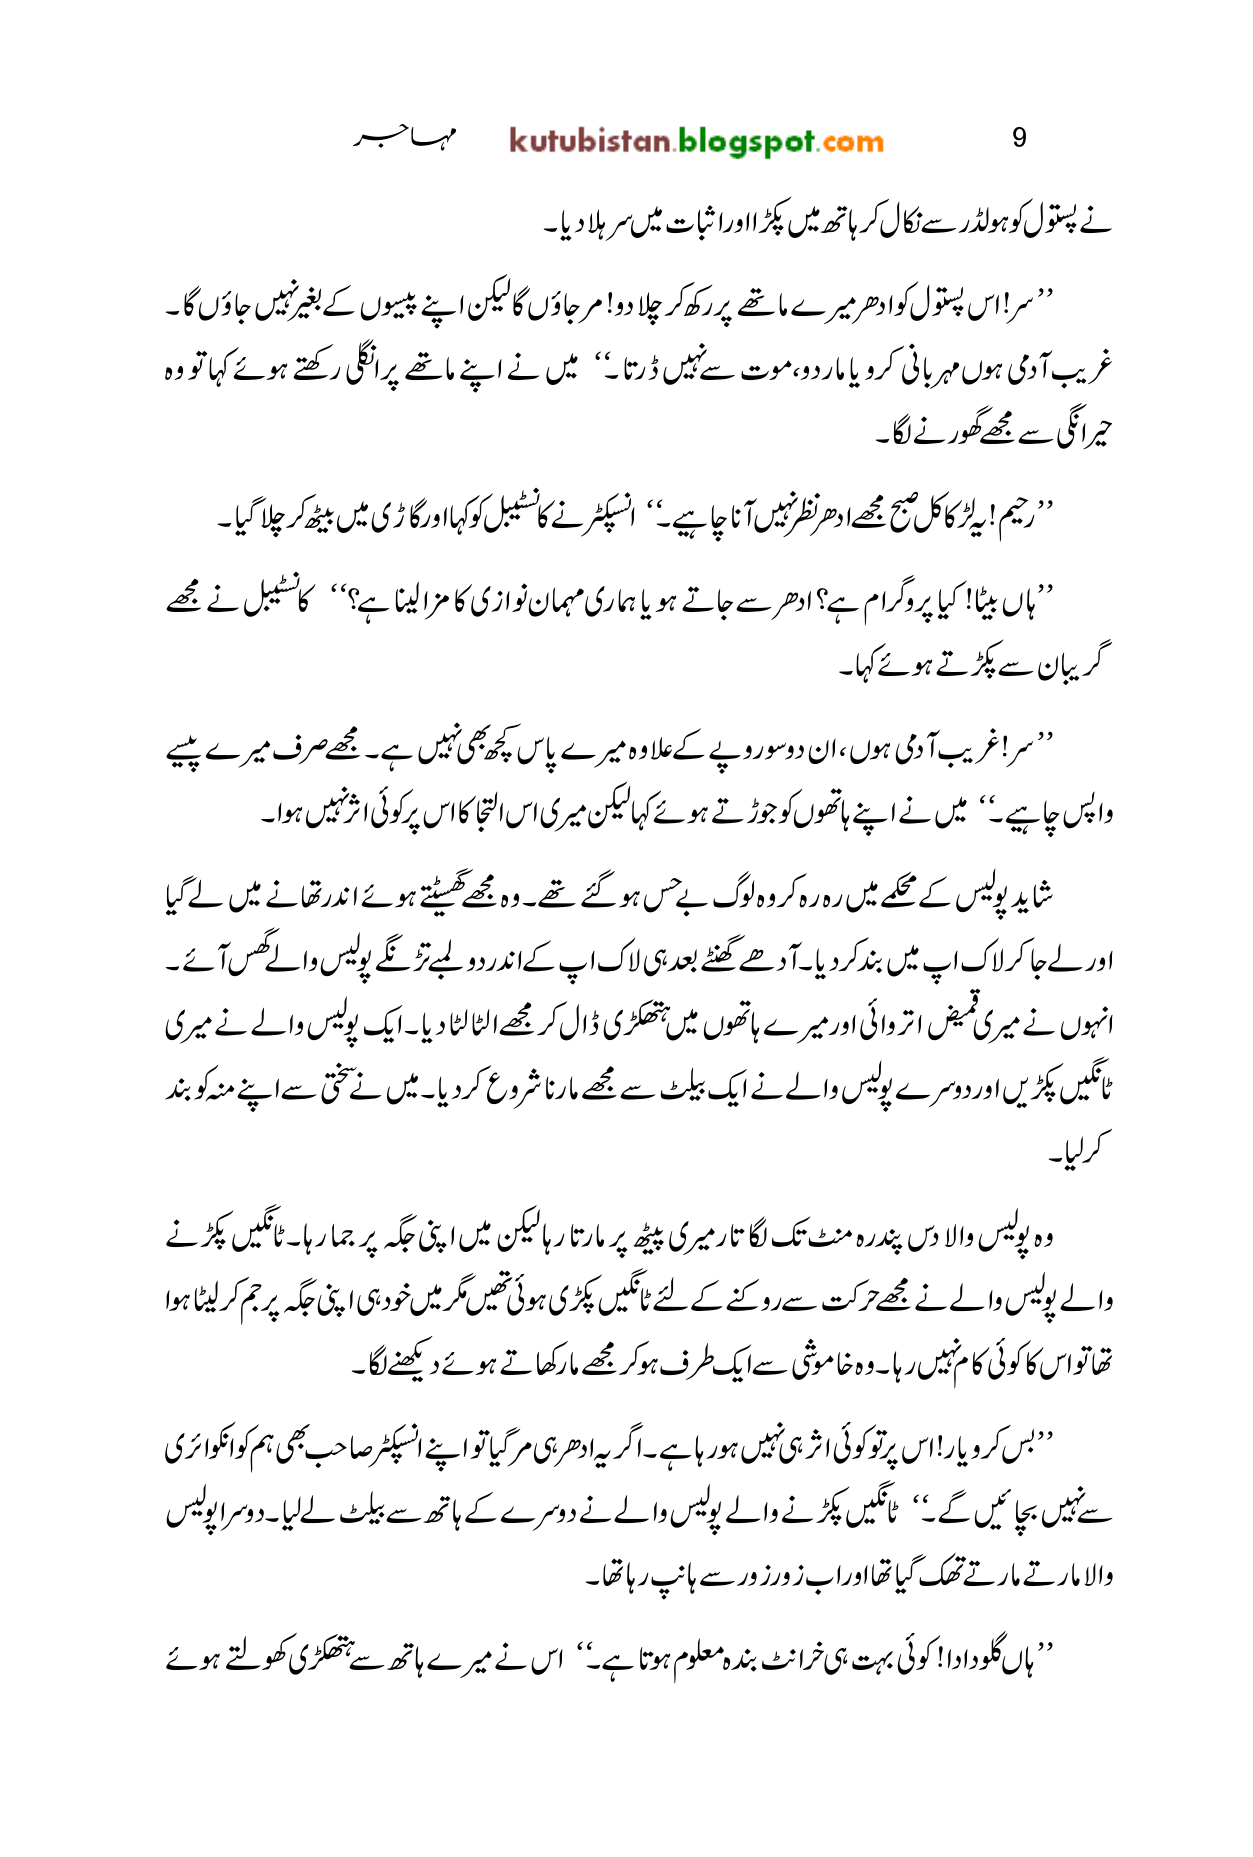 9 kutubistan.blogspot.com مہاجر
نے پستول کو ہولڈر سے نکال کر ہاتھ میں پکڑا اور اثبات میں سر ہلا دیا۔
’’سر! اس پستول کو ادھر میرے ماتھے پر رکھ کر چلا دو! مر جاؤں گا لیکن اپنے پیسوں کے بغیر نہیں جاؤں گا۔
غریب آدمی ہوں مہربانی کرو یا مار دو، موت سے نہیں ڈرتا۔‘‘ میں نے اپنے ماتھے پر انگلی رکھتے ہوئے کہا تو وہ
حیرانگی سے مجھے گھورنے لگا۔
’’رحیم! یہ لڑکا کل صبح مجھے ادھر نظر نہیں آنا چاہیے۔‘‘ انسپکٹر نے کانسٹیبل کو کہا اور گاڑی میں بیٹھ کر چلا گیا۔
’’ہاں بیٹا! کیا پروگرام ہے؟ ادھر سے جاتے ہو یا ہماری مہمان نوازی کا مزا لینا ہے؟‘‘ کانسٹیبل نے مجھے
گریبان سے پکڑتے ہوئے کہا۔
’’سر! غریب آدمی ہوں، ان دو سو روپے کے علاوہ میرے پاس کچھ بھی نہیں ہے۔ مجھے صرف میرے پیسے
واپس چاہیے۔‘‘ میں نے اپنے ہاتھوں کو جوڑتے ہوئے کہا لیکن میری اس التجا کا اس پر کوئی اثر نہیں ہوا۔
شاید پولیس کے محکمے میں رہ رہ کر وہ لوگ بے حس ہو گئے تھے۔ وہ مجھے گھسیٹتے ہوئے اندر تھانے میں لے گیا
اور لے جا کر لاک اپ میں بند کر دیا۔ آدھے گھنٹے بعد ہی لاک اپ کے اندر دو لمبے تڑنگے پولیس والے گھس آئے۔
انہوں نے میری قمیض اتروائی اور میرے ہاتھوں میں ہتھکڑی ڈال کر مجھے الٹا لٹا دیا۔ ایک پولیس والے نے میری
ٹانگیں پکڑیں اور دوسرے پولیس والے نے ایک بیلٹ سے مجھے مارنا شروع کر دیا۔ میں نے سختی سے اپنے منہ کو بند
کر لیا۔
وہ پولیس والا دس پندرہ منٹ تک لگاتار میری پیٹھ پر مارتا رہا لیکن میں اپنی جگہ پر جما رہا۔ ٹانگیں پکڑنے
والے پولیس والے نے مجھے حرکت سے روکنے کے لئے ٹانگیں پکڑی ہوئی تھیں مگر میں خود ہی اپنی جگہ پر جم کر لیٹا ہوا
تھا تو اس کا کوئی کام نہیں رہا۔ وہ خاموشی سے ایک طرف ہو کر مجھے مار کھاتے ہوئے دیکھنے لگا۔
’’بس کرو یار! اس پر تو کوئی اثر ہی نہیں ہو رہا ہے۔ اگر یہ ادھر ہی مر گیا تو اپنے انسپکٹر صاحب بھی ہم کو انکوائری
سے نہیں بچائیں گے۔‘‘ ٹانگیں پکڑنے والے پولیس والے نے دوسرے کے ہاتھ سے بیلٹ لے لیا۔ دوسرا پولیس
والا مارتے مارتے تھک گیا تھا اور اب زور زور سے ہانپ رہا تھا۔
’’ہاں گلو دادا! کوئی بہت ہی خرانٹ بندہ معلوم ہوتا ہے۔‘‘ اس نے میرے ہاتھ سے ہتھکڑی کھولتے ہوئے